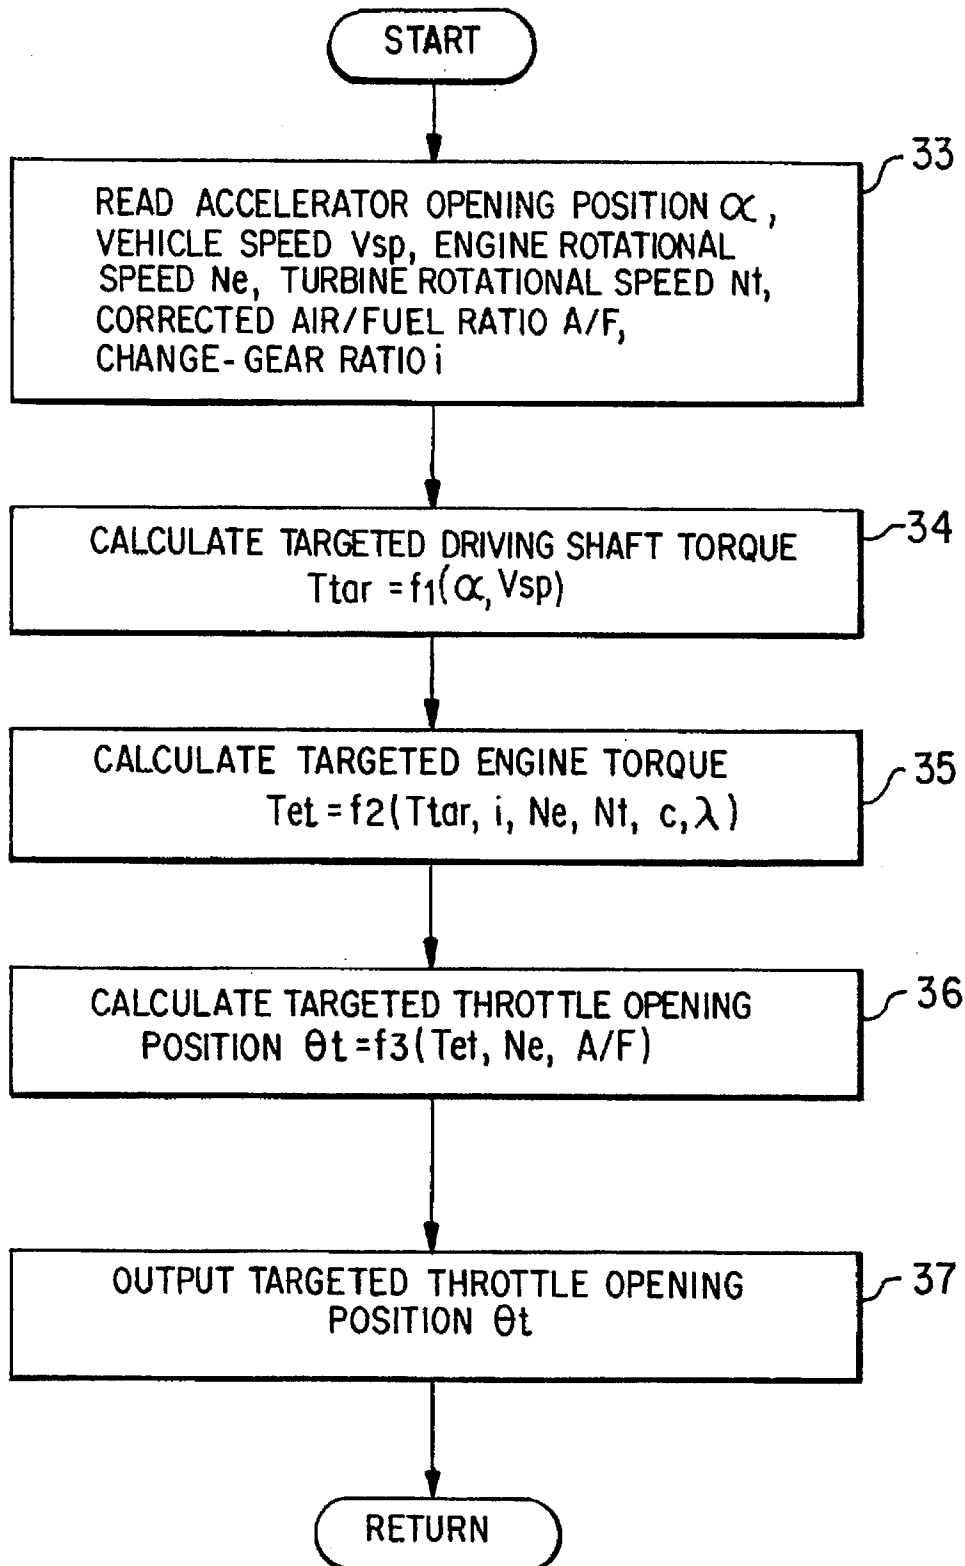 START
33
READ ACCELERATOR OPENING POSITION α,
VEHICLE SPEED Vsp, ENGINE ROTATIONAL
SPEED Ne, TURBINE ROTATIONAL SPEED Nt,
CORRECTED AIR/FUEL RATIO A/F,
CHANGE-GEAR RATIO i
34
CALCULATE TARGETED DRIVING SHAFT TORQUE
Ttar = f1(α, Vsp)
35
CALCULATE TARGETED ENGINE TORQUE
Tet = f2(Ttar, i, Ne, Nt, c, λ)
36
CALCULATE TARGETED THROTTLE OPENING
POSITION θt = f3(Tet, Ne, A/F)
37
OUTPUT TARGETED THROTTLE OPENING
POSITION θt
RETURN